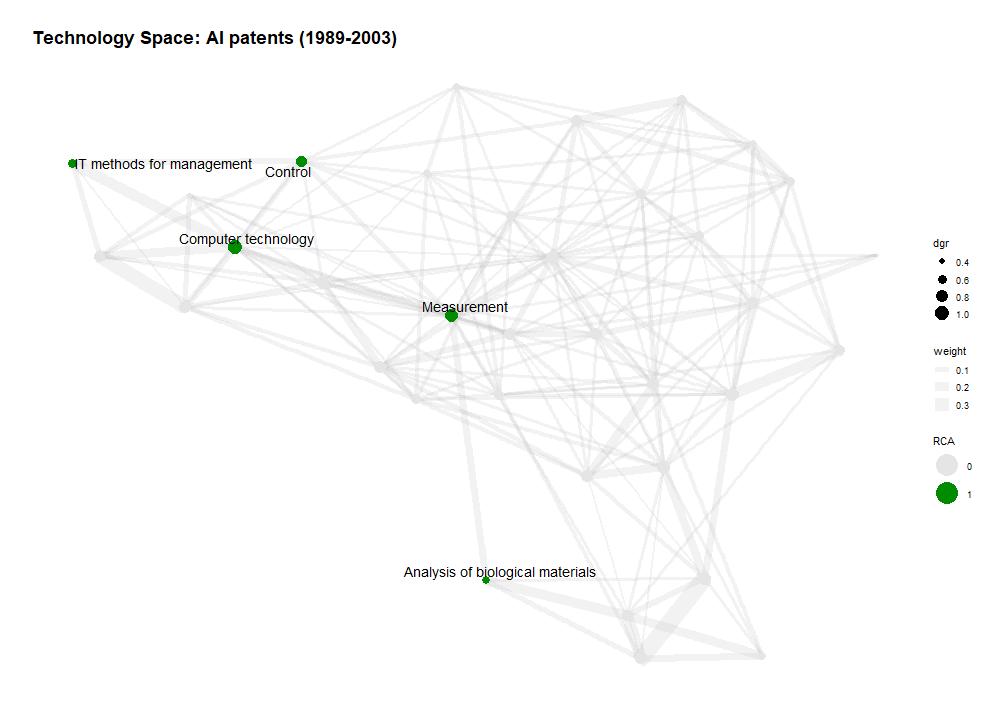 Technology Space: AI patents (1989-2003)
IT methods for management
Control
Computer technology
Measurement
Analysis of biological materials
dgr
0.4
0.6
0.8
1.0
weight
0.1
0.2
0.3
RCA
0
1